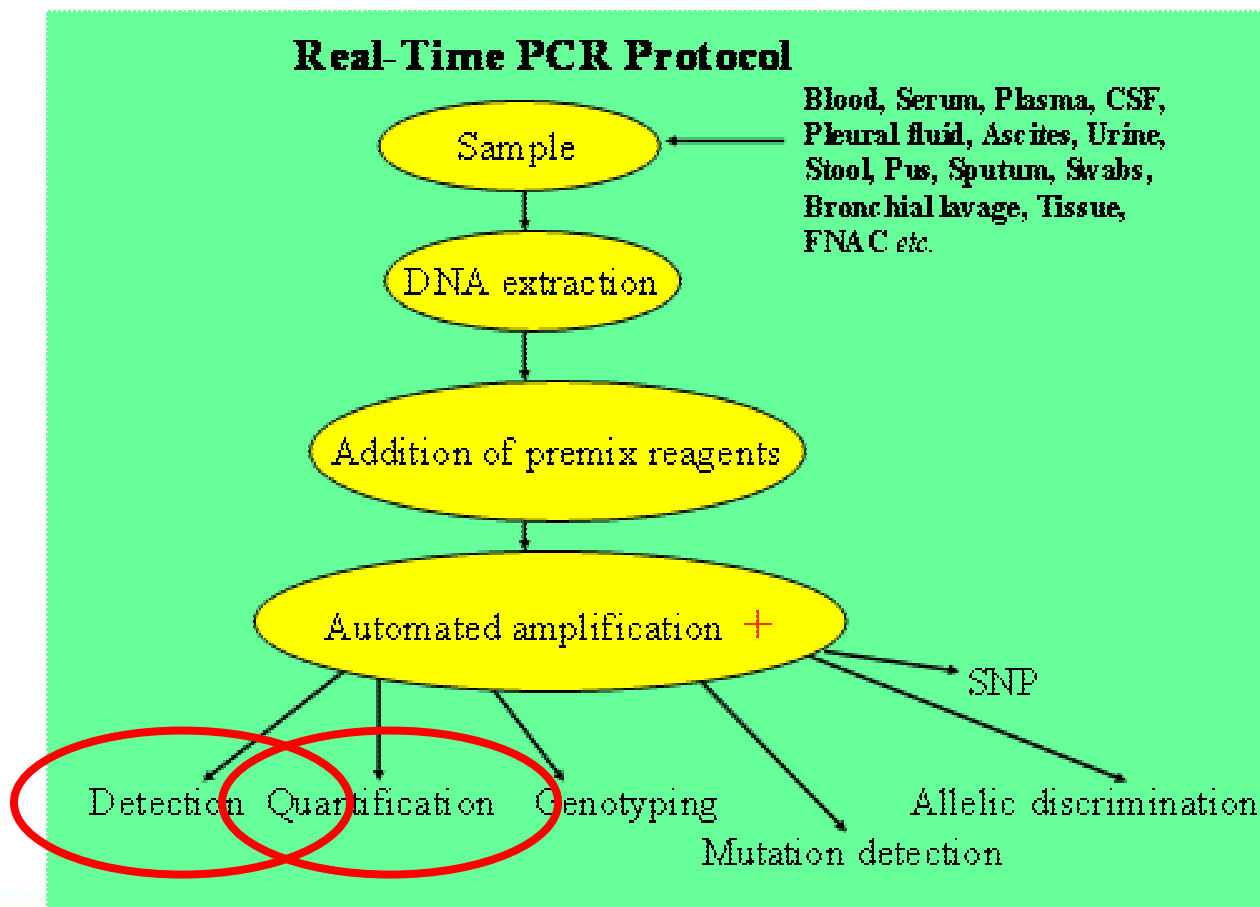 Real-Time PCR Protocol
Sample
Blood, Serum, Plasma, CSF,
Pleural fluid, Ascites, Urine,
Stool, Pus, Sputum, Swabs,
Bronchial lavage, Tissue,
FNAC etc.
DNA extraction
Addition of premix reagents
Automated amplification +
SNP
Detection Quantification Genotyping Allelic discrimination
Mutation detection